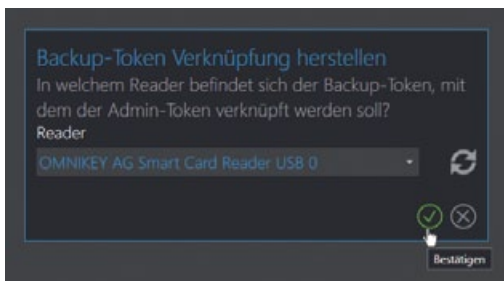 Backup-Token Verknüpfung herstellen
In welchem Reader befindet sich der Backup-Token, mit
dem der Admin-Token verknüpft werden soll?
Reader
OMNIKEY AG Smart Card Reader USB 0
Bestätigen